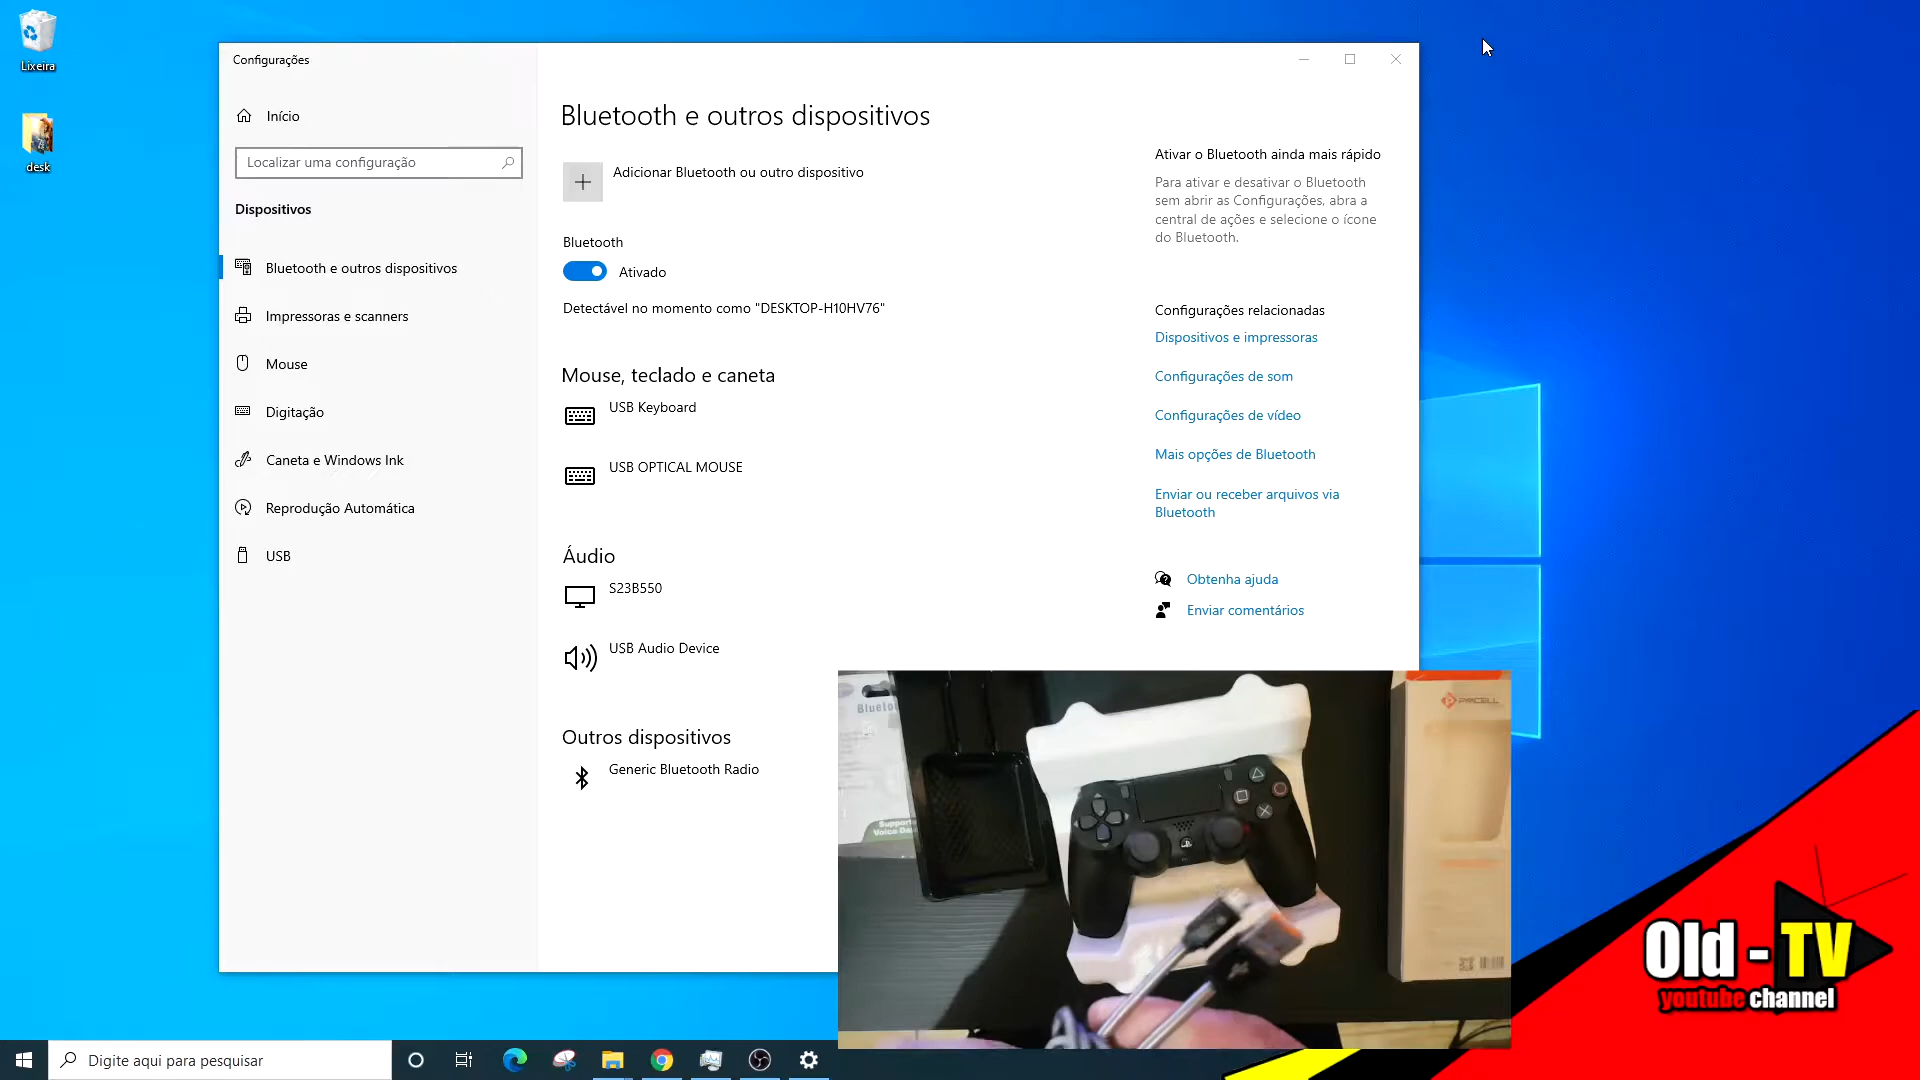 Lixeira
desk
Configurações
Início
Localizar uma configuração
Dispositivos
Bluetooth e outros dispositivos
Impressoras e scanners
Mouse
Digitação
Caneta e Windows Ink
Reprodução Automática
USB
Bluetooth e outros dispositivos
Adicionar Bluetooth ou outro dispositivo
Bluetooth
Ativado
Detectável no momento como "DESKTOP-H10HV76"
Mouse, teclado e caneta
USB Keyboard
USB OPTICAL MOUSE
Áudio
S23B550
USB Audio Device
Outros dispositivos
Generic Bluetooth Radio
Ativar o Bluetooth ainda mais rápido
Para ativar e desativar o Bluetooth
sem abrir as Configurações, abra a
central de ações e selecione o ícone
do Bluetooth.
Configurações relacionadas
Dispositivos e impressoras
Configurações de som
Configurações de vídeo
Mais opções de Bluetooth
Enviar ou receber arquivos via
Bluetooth
Obtenha ajuda
Enviar comentários
PMCELL
Old - TV
youtube channel
Digite aqui para pesquisar